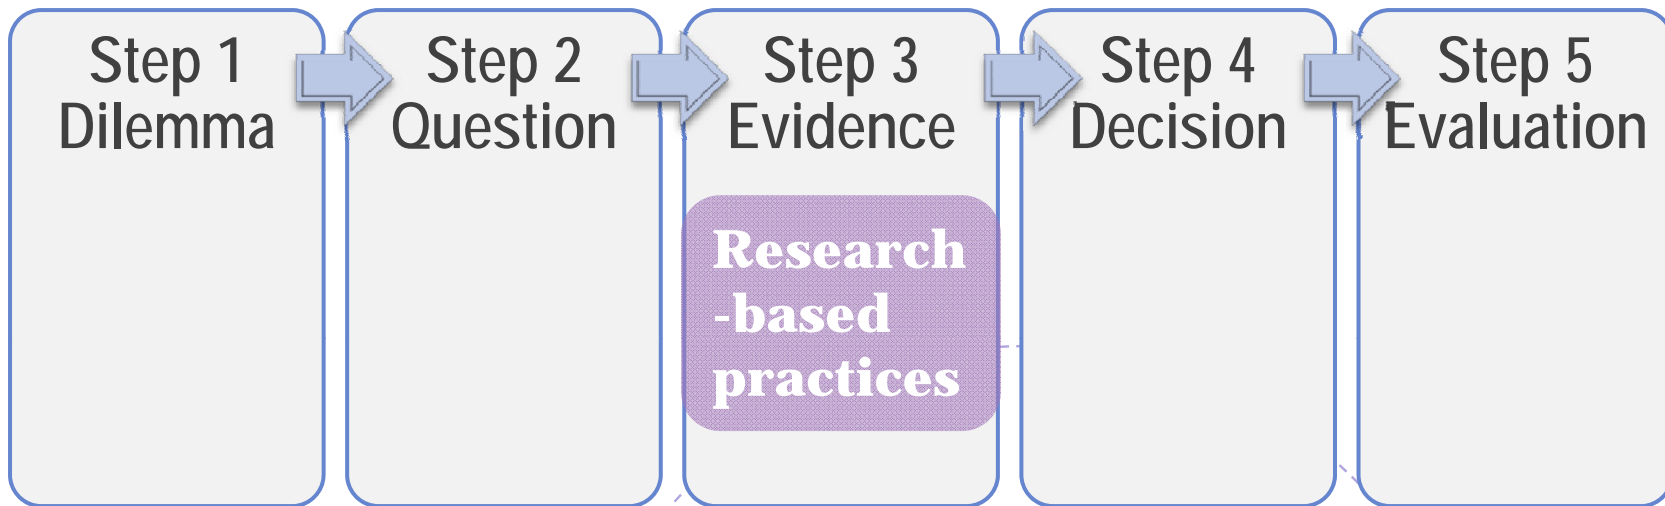 Step 1
Dilemma
Step 2
Question
Step 3
Evidence
Research
-based
practices
Step 4
Decision
Step 5
Evaluation